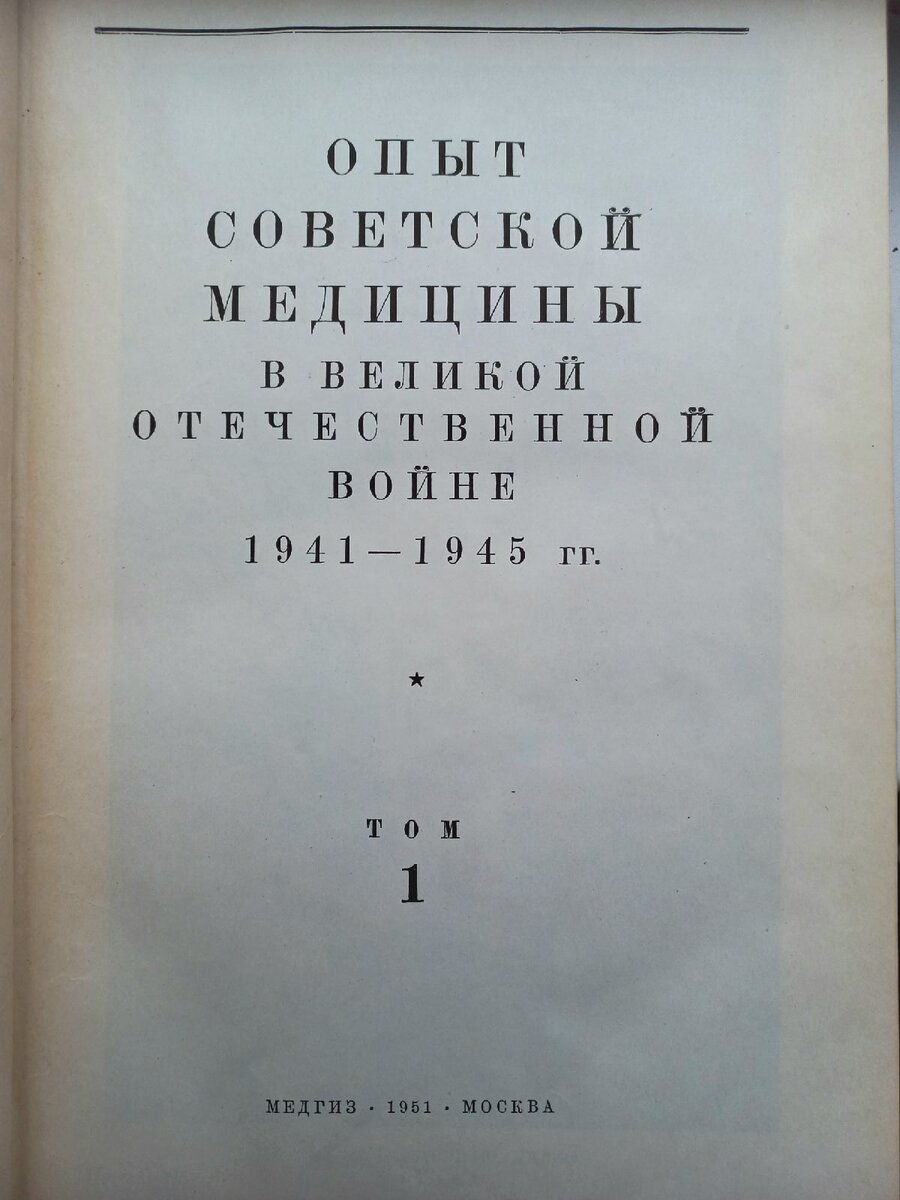 ОПЫТ
СОВЕТСКОЙ
МЕДИЦИНЫ
В ВЕЛИКОЙ
ОТЕЧЕСТВЕННОЙ
ВОЙНЕ
1941—1945 гг.
★
ТОМ
1
МЕДГИЗ · 1951 · МОСКВА